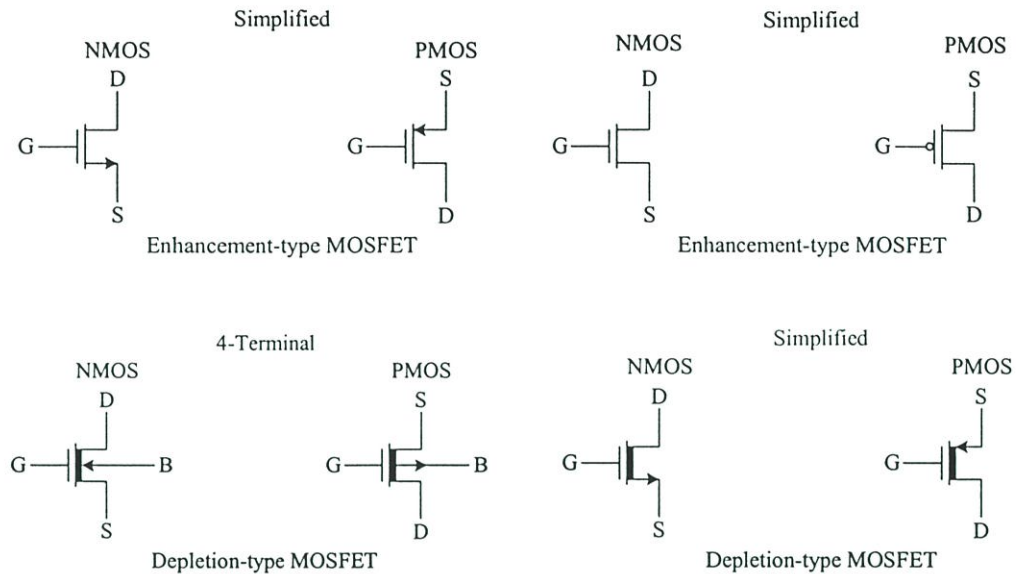 Simplified
NMOS
PMOS
D
S
G
G
S
D
Enhancement-type MOSFET
Simplified
NMOS
PMOS
D
S
G
G
S
D
Enhancement-type MOSFET
4-Terminal
NMOS
PMOS
D
S
G
B
G
B
S
D
Depletion-type MOSFET
Simplified
NMOS
PMOS
D
S
G
G
S
D
Depletion-type MOSFET